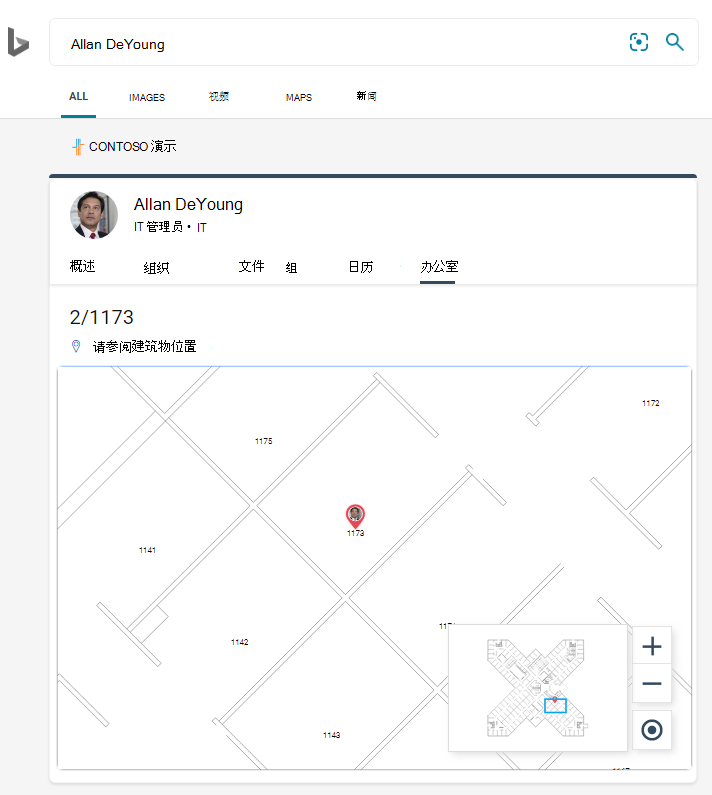 Allan DeYoung
ALL IMAGES 视频 MAPS 新闻
CONTOSO 演示
Allan DeYoung
IT 管理员 • IT
概述 组织 文件 组 日历 办公室
2/1173
请参阅建筑物位置
1172
1175
1173
1141
1142
1143